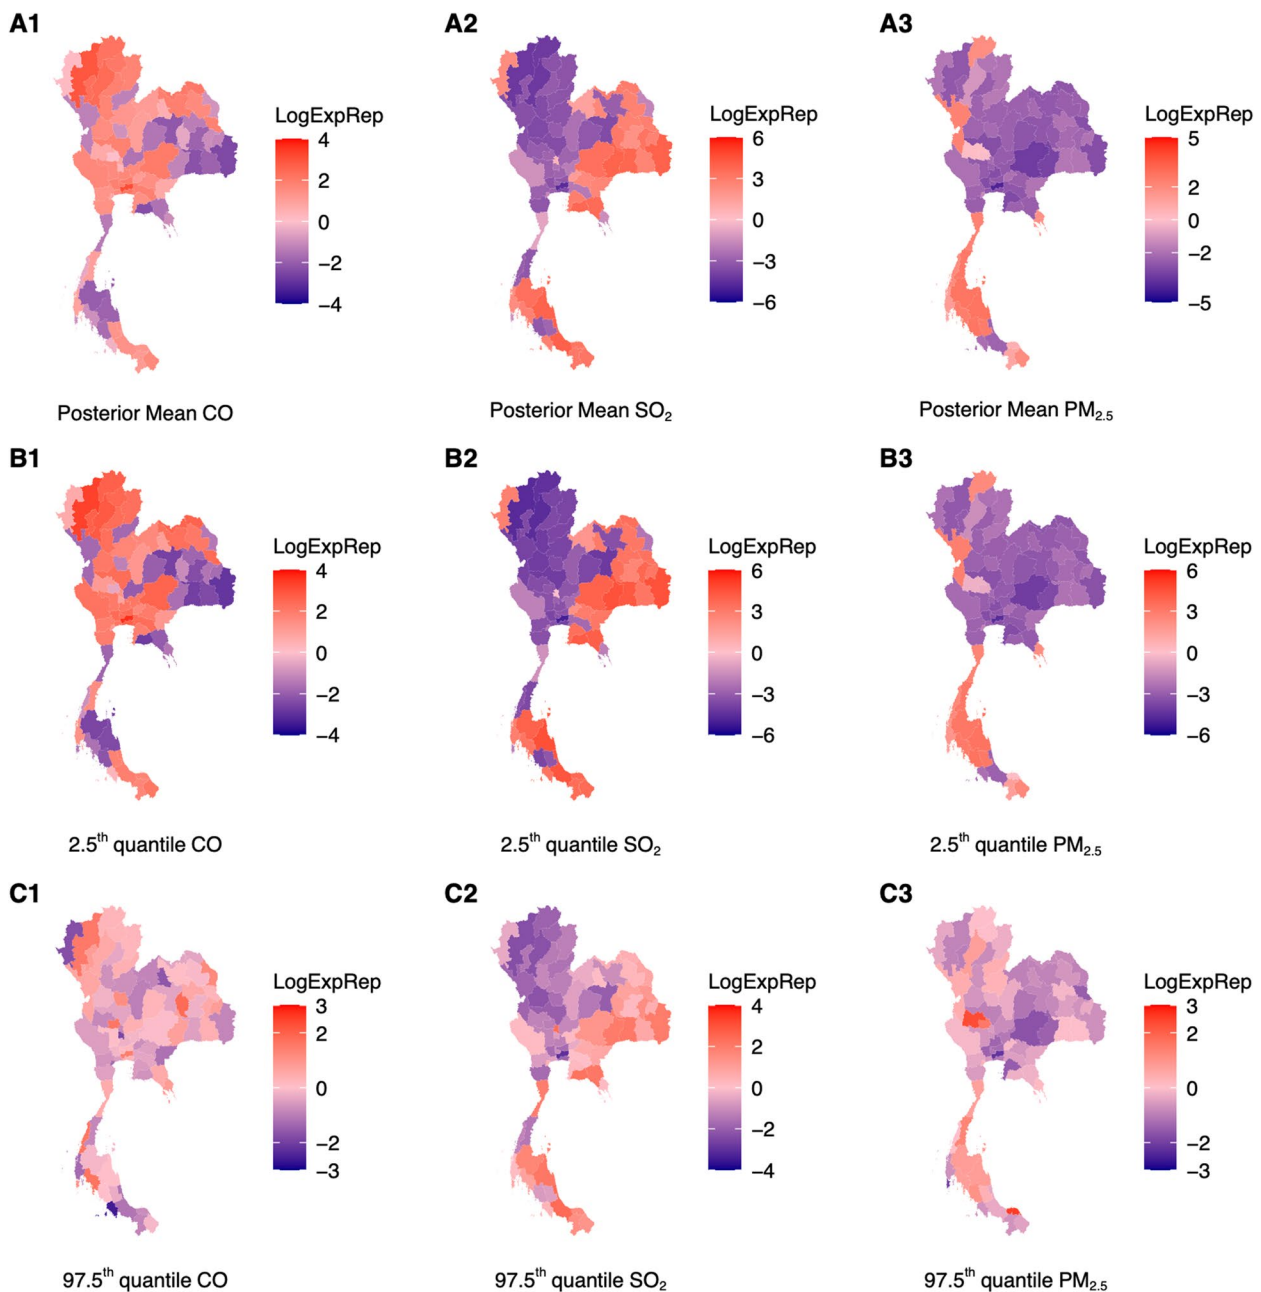 A1
A2
A3
LogExpRep
4
2
0
−2
−4
LogExpRep
6
3
0
−3
−6
LogExpRep
5
2
0
−2
−5
Posterior Mean CO
Posterior Mean SO2
Posterior Mean PM2.5
B1
B2
B3
LogExpRep
4
2
0
−2
−4
LogExpRep
6
3
0
−3
−6
LogExpRep
6
3
0
−3
−6
2.5th quantile CO
2.5th quantile SO2
2.5th quantile PM2.5
C1
C2
C3
LogExpRep
3
2
0
−2
−3
LogExpRep
4
2
0
−2
−4
LogExpRep
3
2
0
−2
−3
97.5th quantile CO
97.5th quantile SO2
97.5th quantile PM2.5